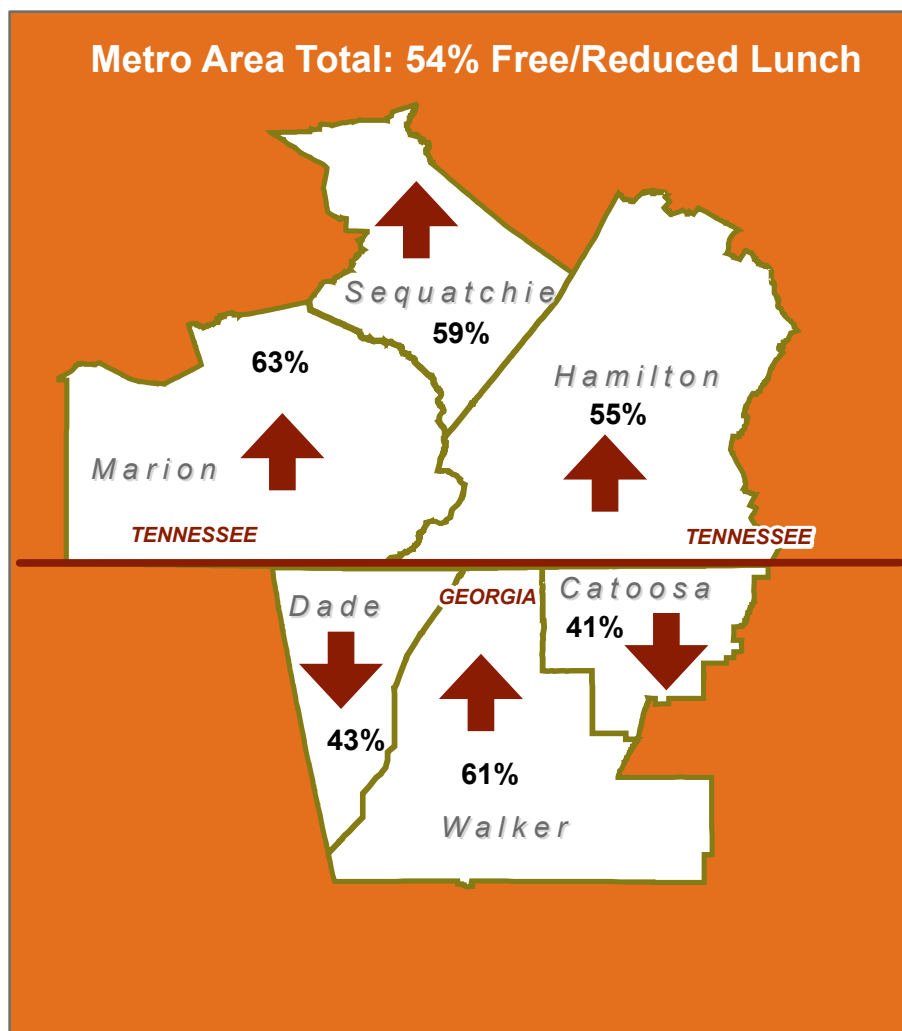 Metro Area Total: 54% Free/Reduced Lunch
Sequatchie
59%
63%
Hamilton
55%
Marion
TENNESSEE
TENNESSEE
Dade
GEORGIA
Catoosa
41%
43%
61%
Walker